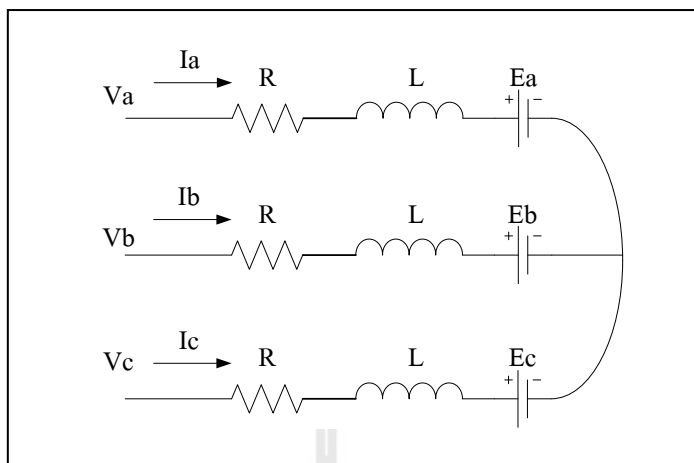 Ia R L Ea
Va + −
Ib R L Eb
Vb + −
Ic R L Ec
Vc + −